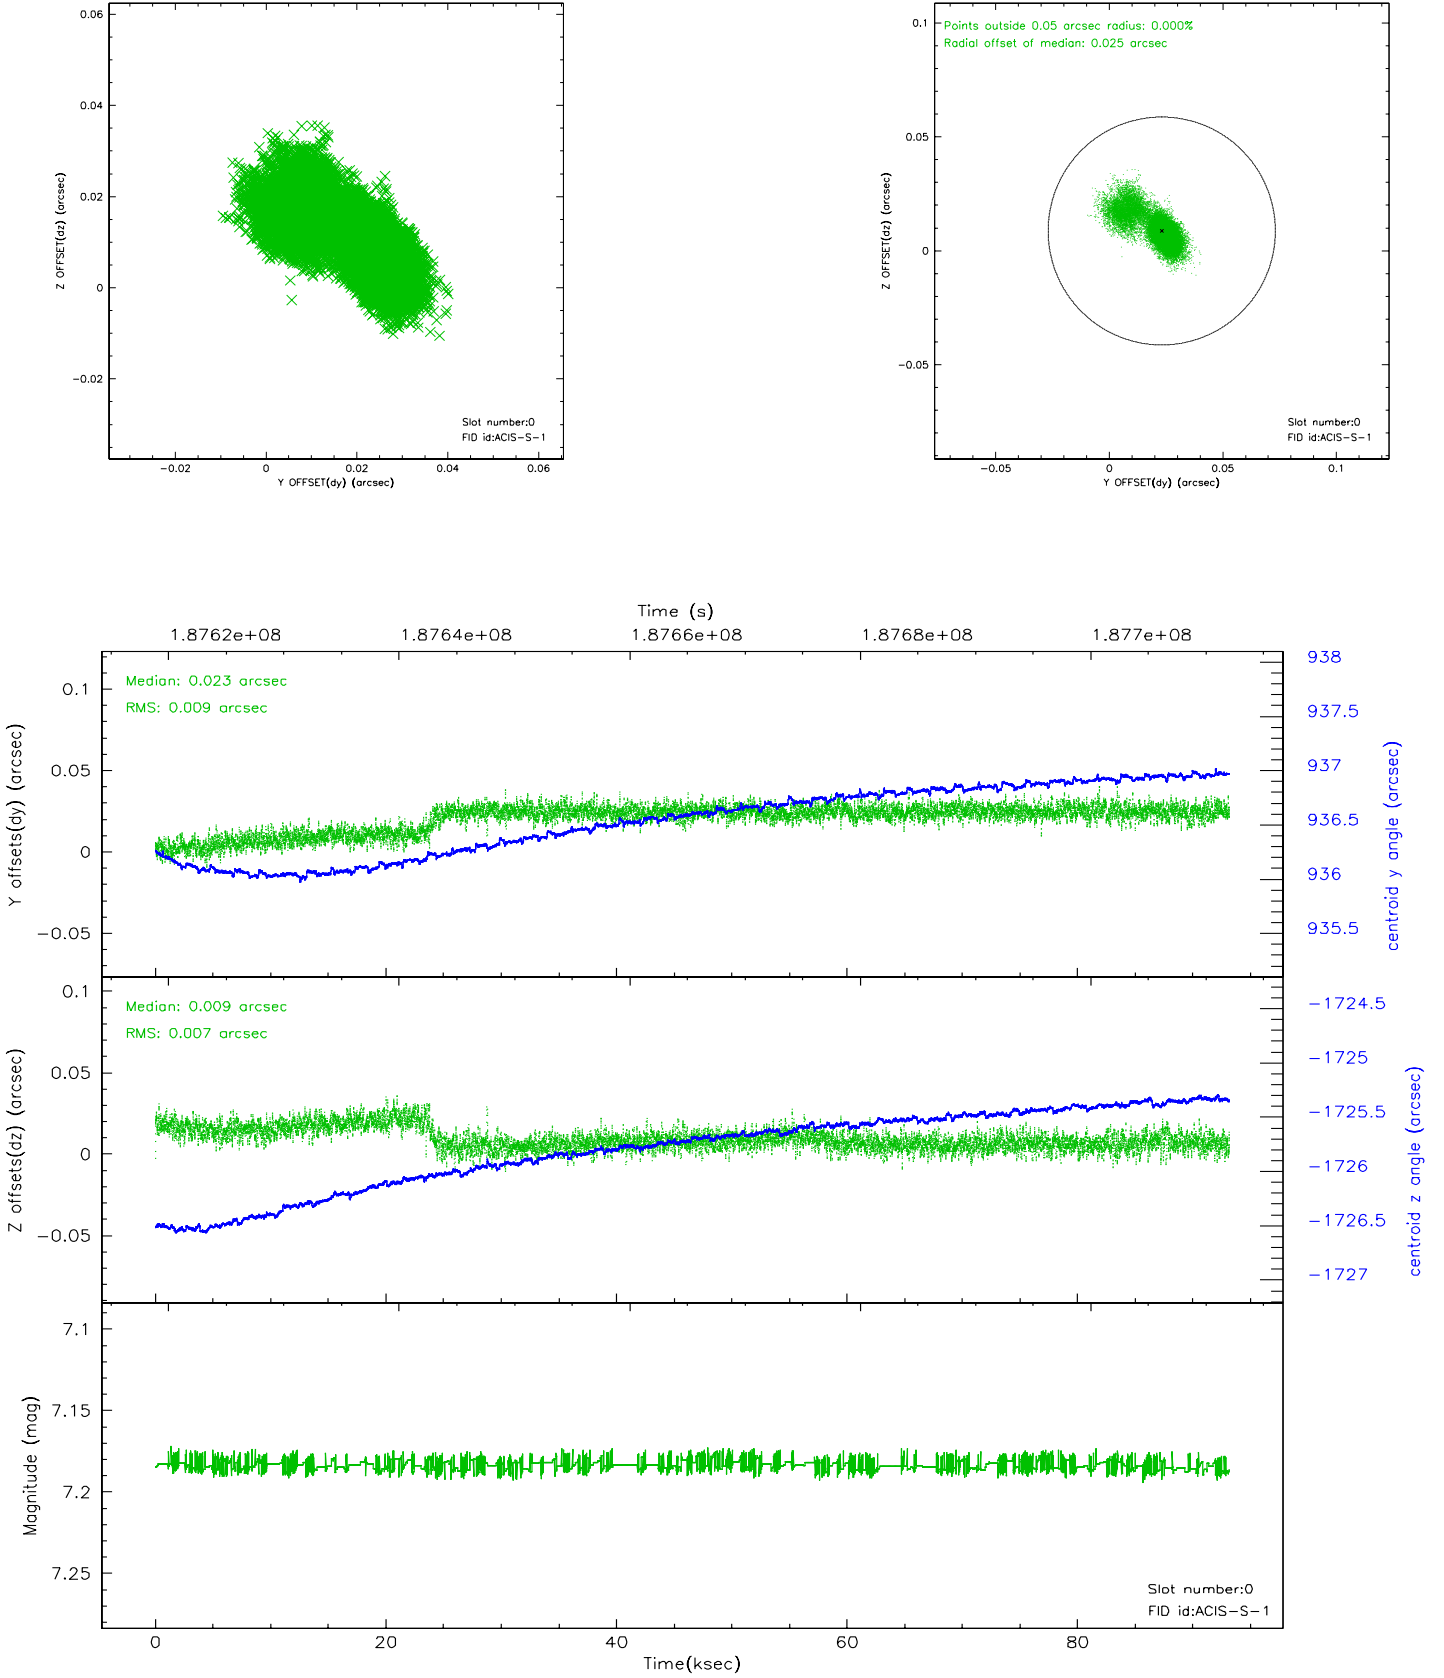 0.06
0.04
0.02
0
−0.02
Z OFFSET(dz) (arcsec)
Slot number:0
FID id:ACIS−S−1
−0.02 0 0.02 0.04 0.06
Y OFFSET(dy) (arcsec)
Points outside 0.05 arcsec radius: 0.000%
Radial offset of median: 0.025 arcsec
0.1
0.05
0
−0.05
Z OFFSET(dz) (arcsec)
Slot number:0
FID id:ACIS−S−1
−0.05 0 0.05 0.1
Y OFFSET(dy) (arcsec)
Time (s)
1.8762e+08 1.8764e+08 1.8766e+08 1.8768e+08 1.877e+08
Median: 0.023 arcsec
RMS: 0.009 arcsec
0.1
0.05
0
−0.05
Y offsets(dy) (arcsec)
938
937.5
937
936.5
936
935.5
centroid y angle (arcsec)
Median: 0.009 arcsec
RMS: 0.007 arcsec
0.1
0.05
0
−0.05
Z offsets(dz) (arcsec)
−1724.5
−1725
−1725.5
−1726
−1726.5
−1727
centroid z angle (arcsec)
7.1
7.15
7.2
7.25
Magnitude (mag)
Slot number:0
FID id:ACIS−S−1
0 20 40 60 80
Time(ksec)